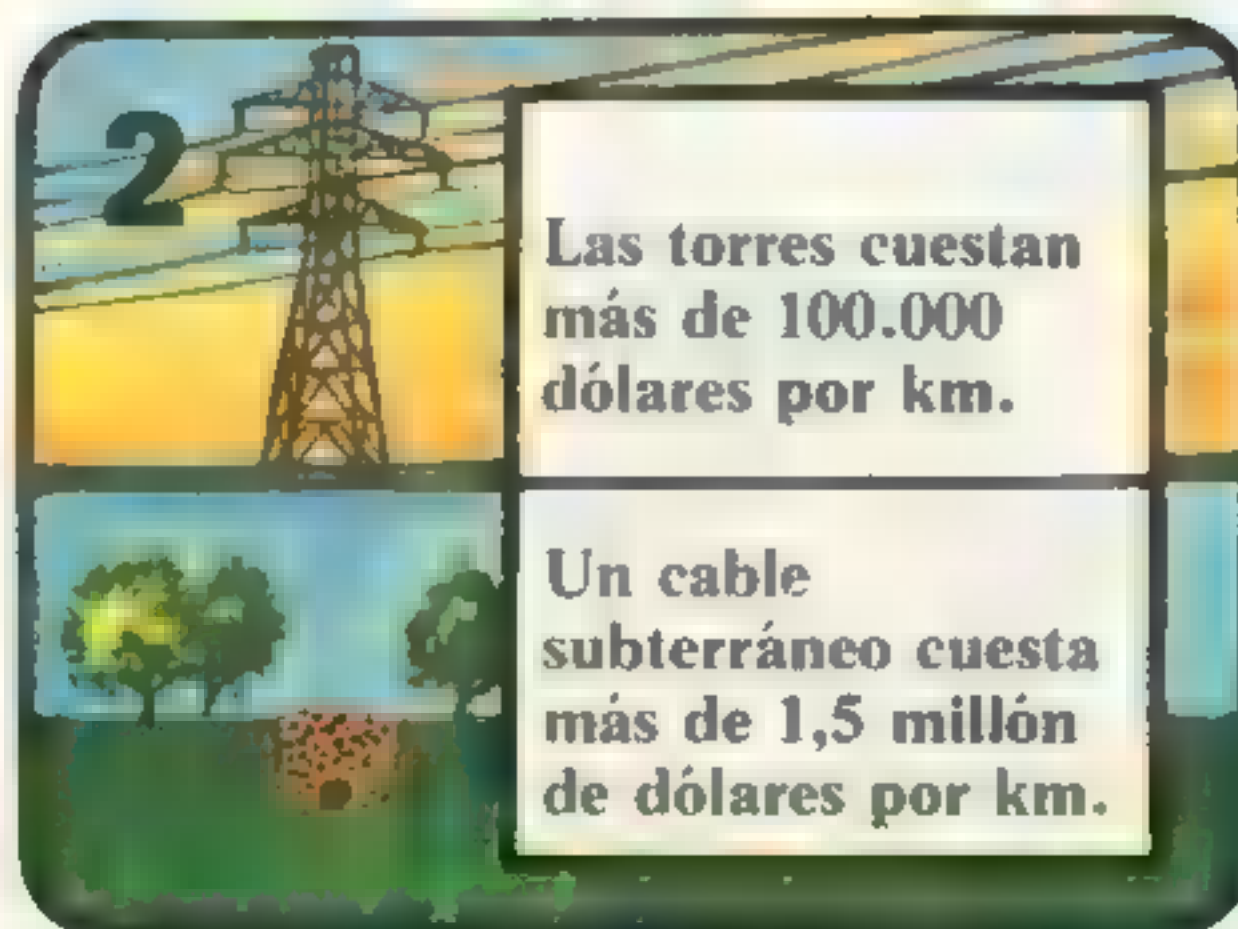 2
Las torres cuestan
más de 100.000
dólares por km.
Un cable
subterráneo cuesta
más de 1,5 millón
de dólares por km.